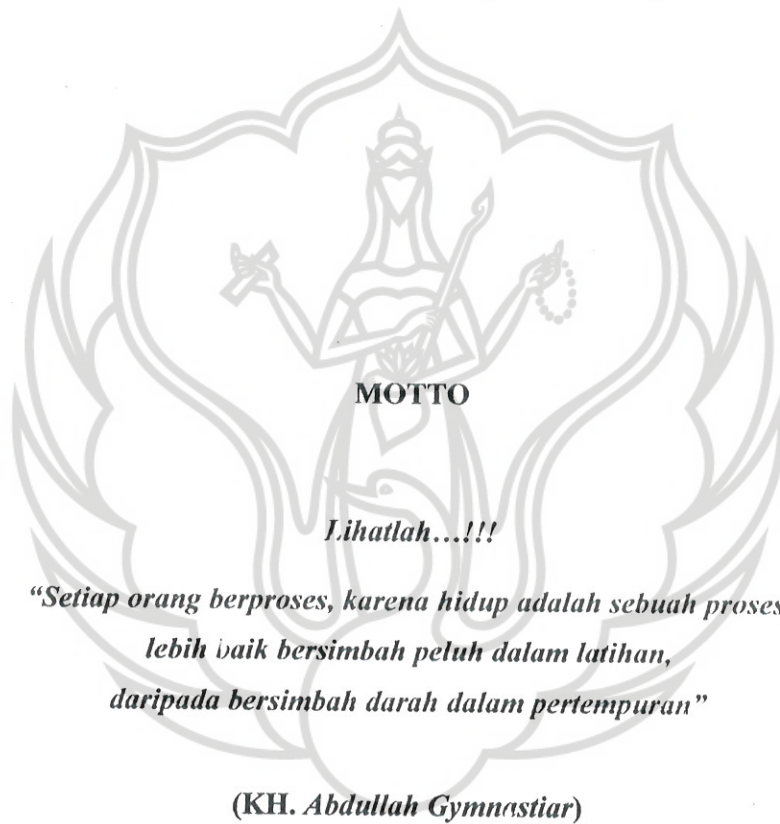 MOTTO
Lihatlah...!!!
“Setiap orang berproses, karena hidup adalah sebuah proses
lebih baik bersimbah peluh dalam latihan,
daripada bersimbah darah dalam pertempuran”
(KH. Abdullah Gymnastiar)